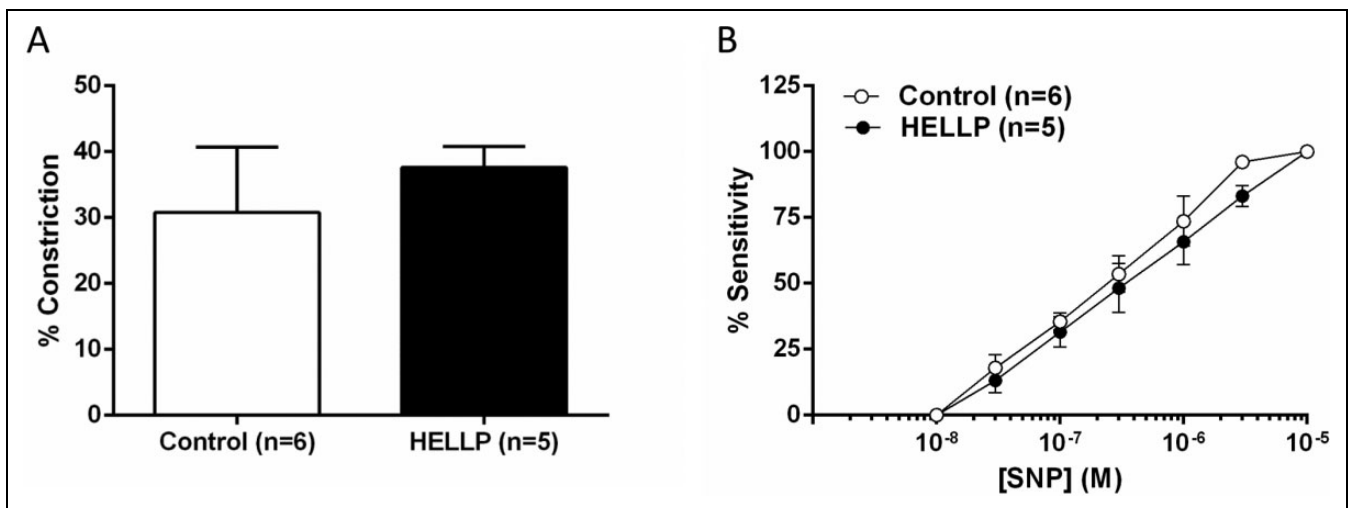 A
50
40
30
20
10
0
% Constriction
Control (n=6)
HELLP (n=5)
B
Control (n=6)
HELLP (n=5)
125
100
75
50
25
0
% Sensitivity
10-8
10-7
10-6
10-5
[SNP] (M)